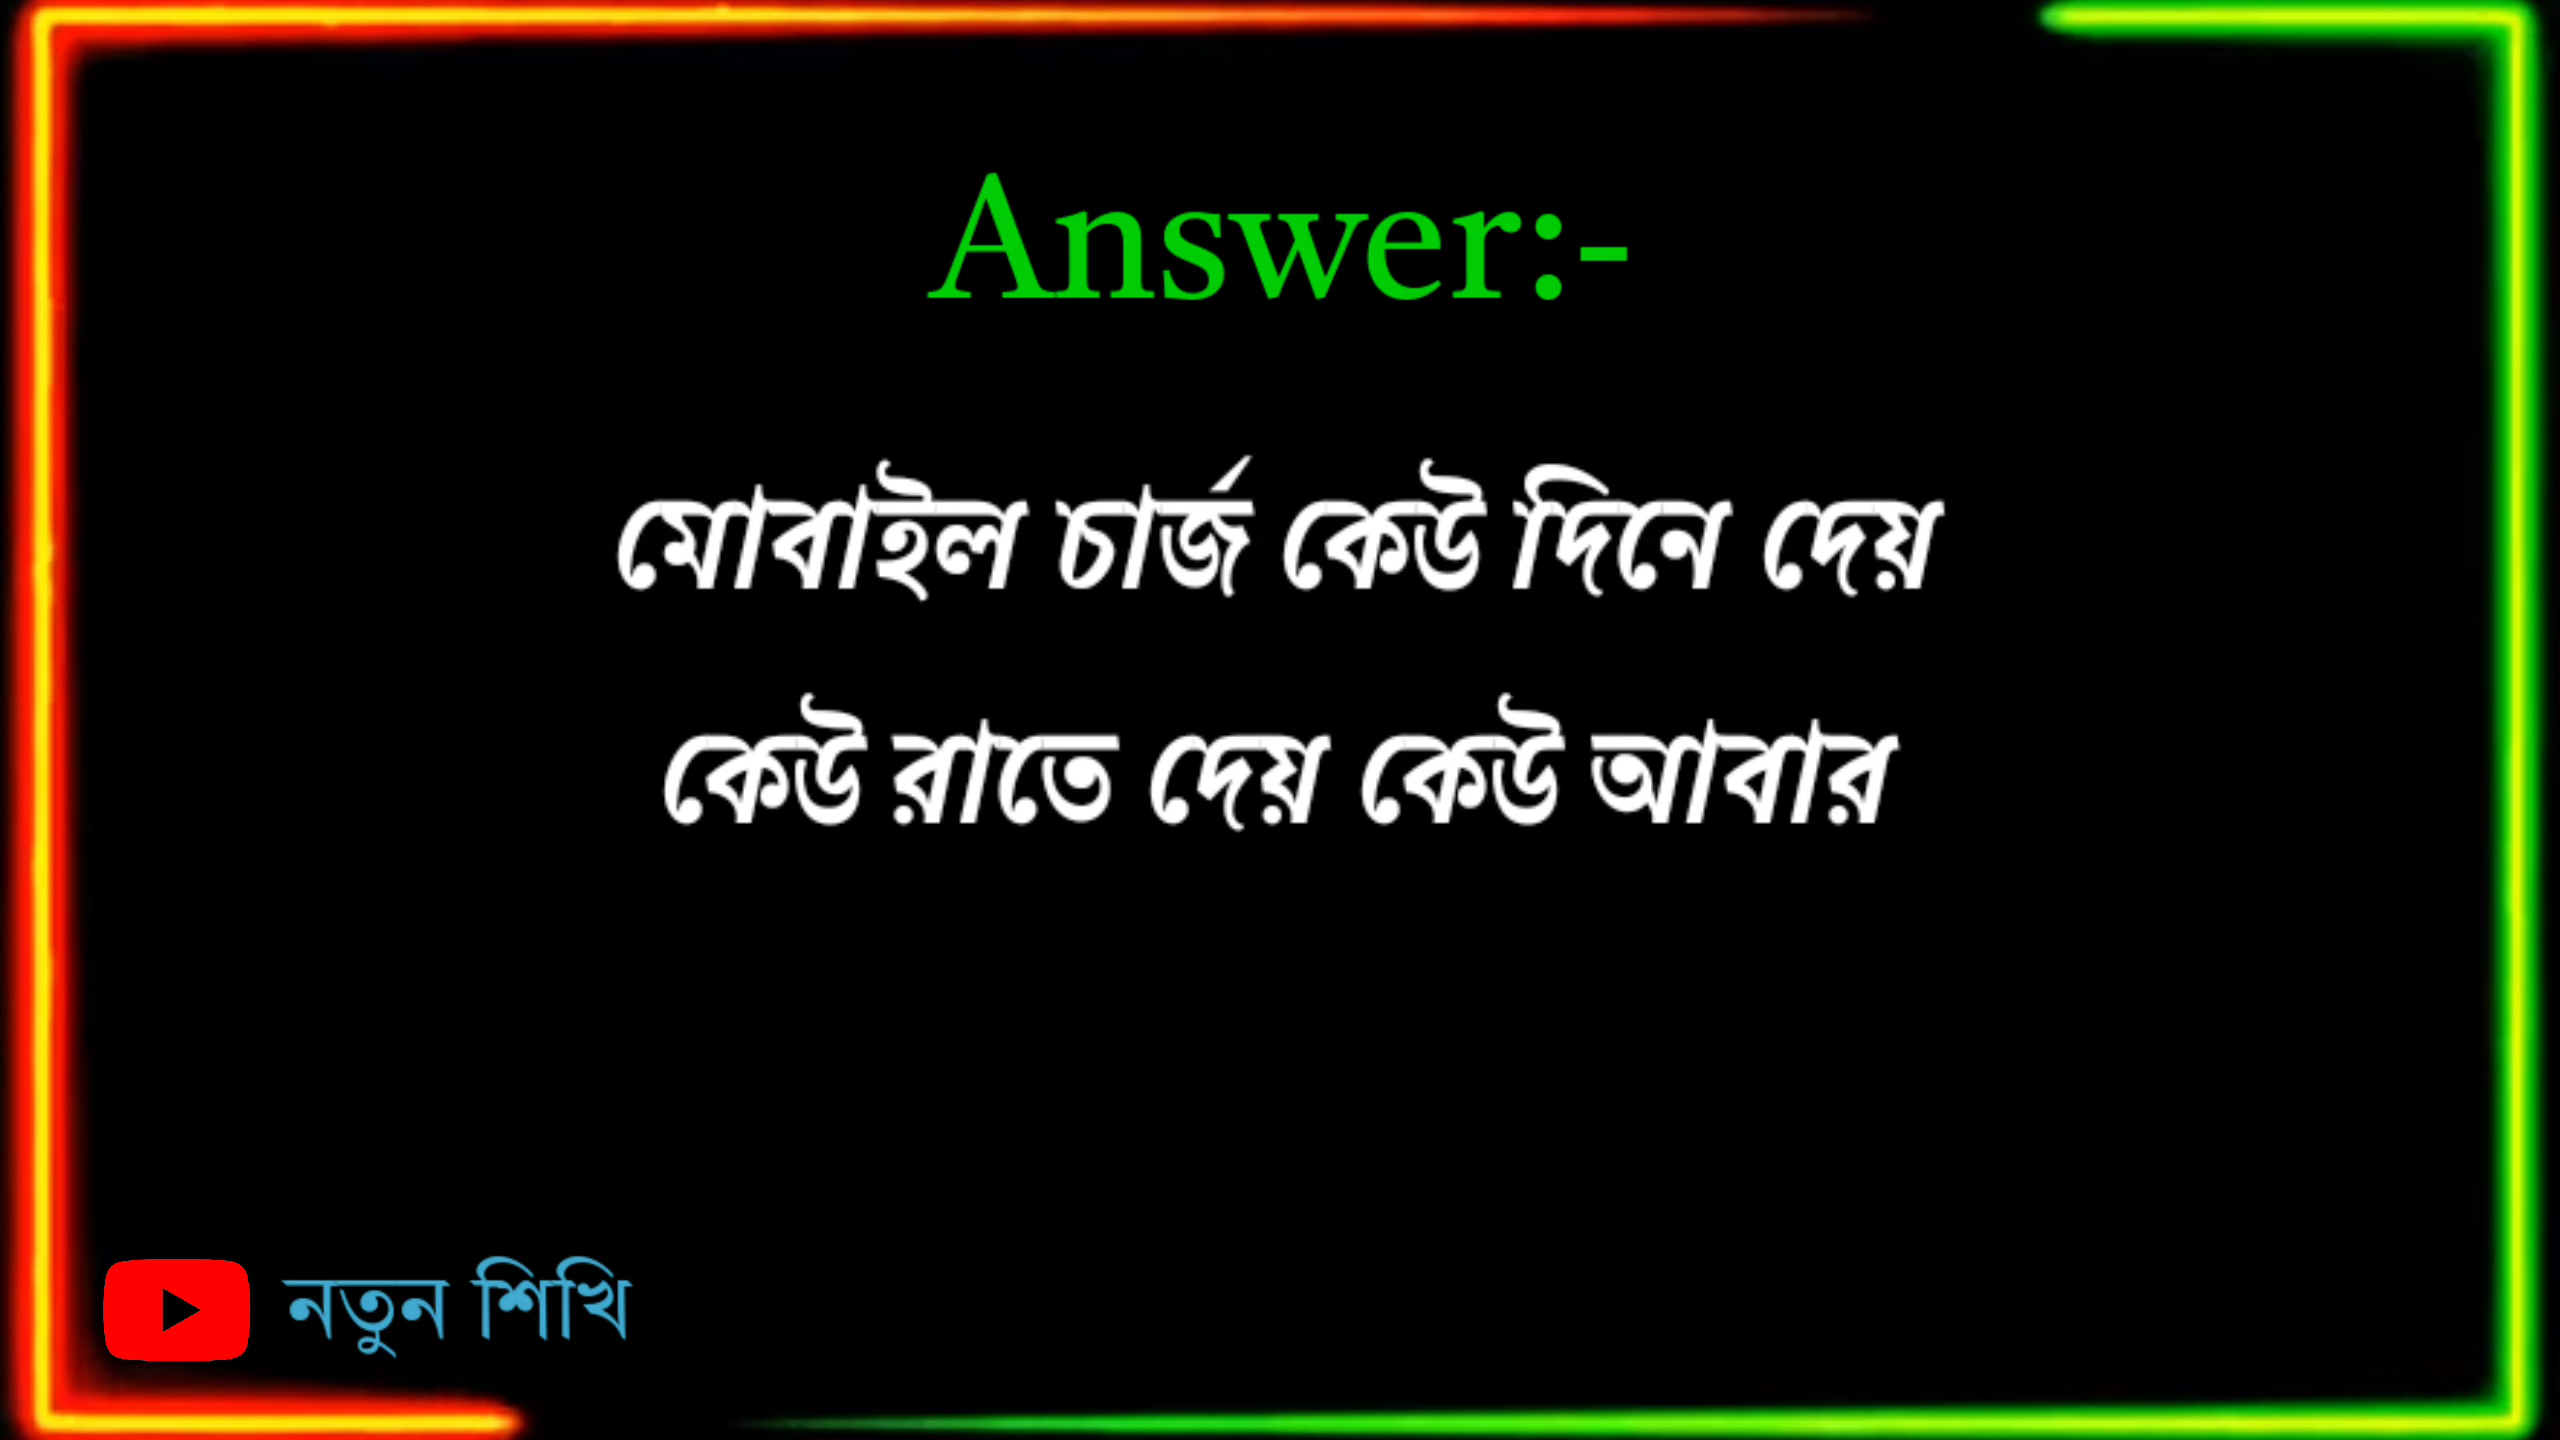 Answer:-
মোবাইল চার্জ কেউ দিনে দেয়
কেউ রাতে দেয় কেউ আবার
নতুন শিখি